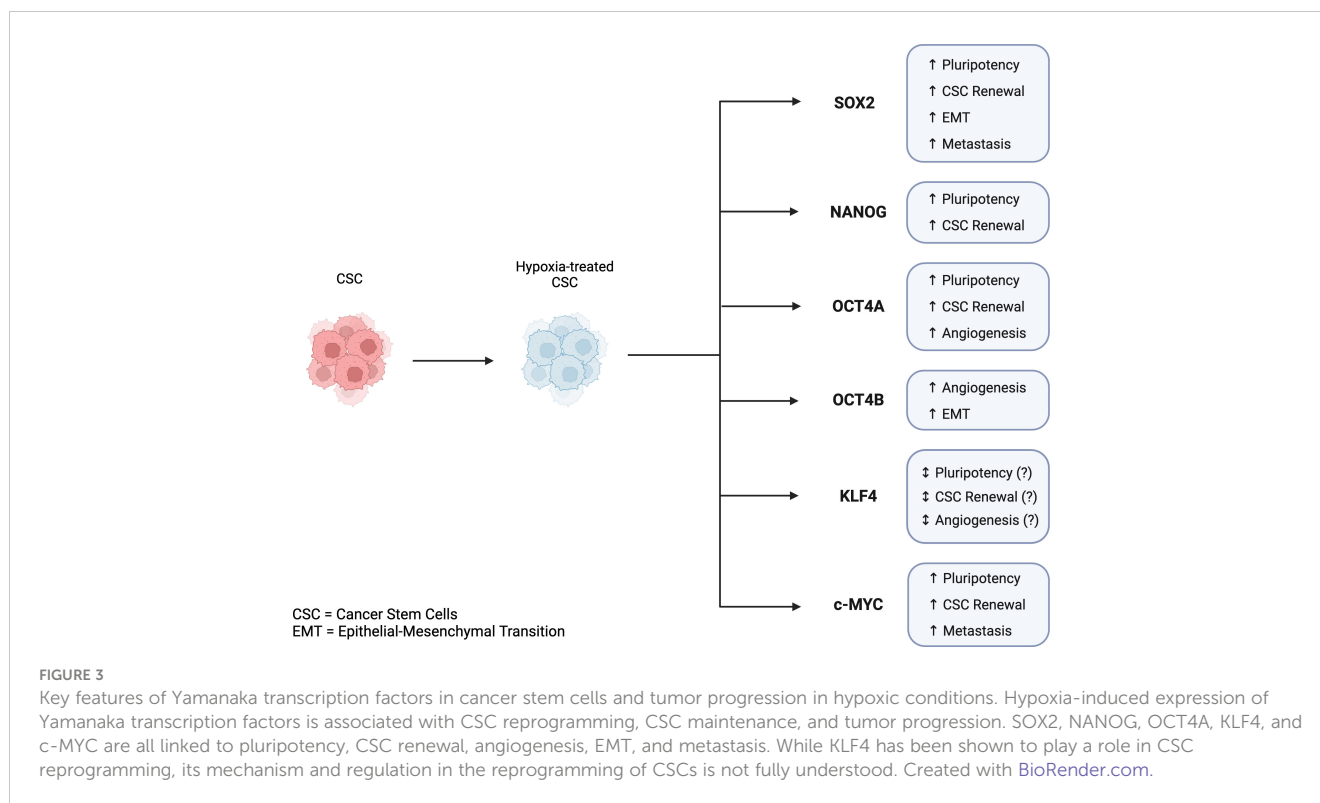 ↑ Pluripotency
↑ CSC Renewal
↑ EMT
↑ Metastasis
SOX2
↑ Pluripotency
↑ CSC Renewal
NANOG
CSC
Hypoxia-treated
CSC
↑ Pluripotency
↑ CSC Renewal
↑ Angiogenesis
OCT4A
↑ Angiogenesis
↑ EMT
OCT4B
↕ Pluripotency (?)
↕ CSC Renewal (?)
↕ Angiogenesis (?)
KLF4
↑ Pluripotency
↑ CSC Renewal
↑ Metastasis
c-MYC
CSC = Cancer Stem Cells
EMT = Epithelial-Mesenchymal Transition
FIGURE 3
Key features of Yamanaka transcription factors in cancer stem cells and tumor progression in hypoxic conditions. Hypoxia-induced expression of
Yamanaka transcription factors is associated with CSC reprogramming, CSC maintenance, and tumor progression. SOX2, NANOG, OCT4A, KLF4, and
c-MYC are all linked to pluripotency, CSC renewal, angiogenesis, EMT, and metastasis. While KLF4 has been shown to play a role in CSC
reprogramming, its mechanism and regulation in the reprogramming of CSCs is not fully understood. Created with BioRender.com.